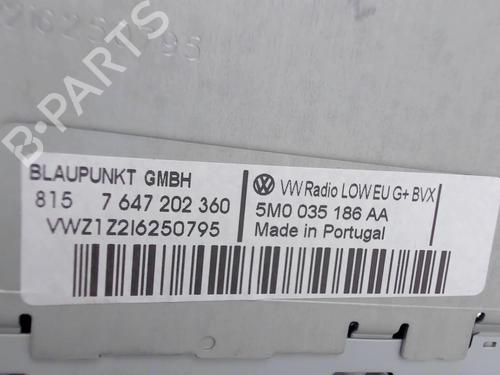 216250795
B-PARTS
BLAUPUNKT GMBH
815 7 647 202 360
VWZ1Z2I6250795
VW Radio LOW EU G+ BVX
5M0 035 186 AA
Made in Portugal